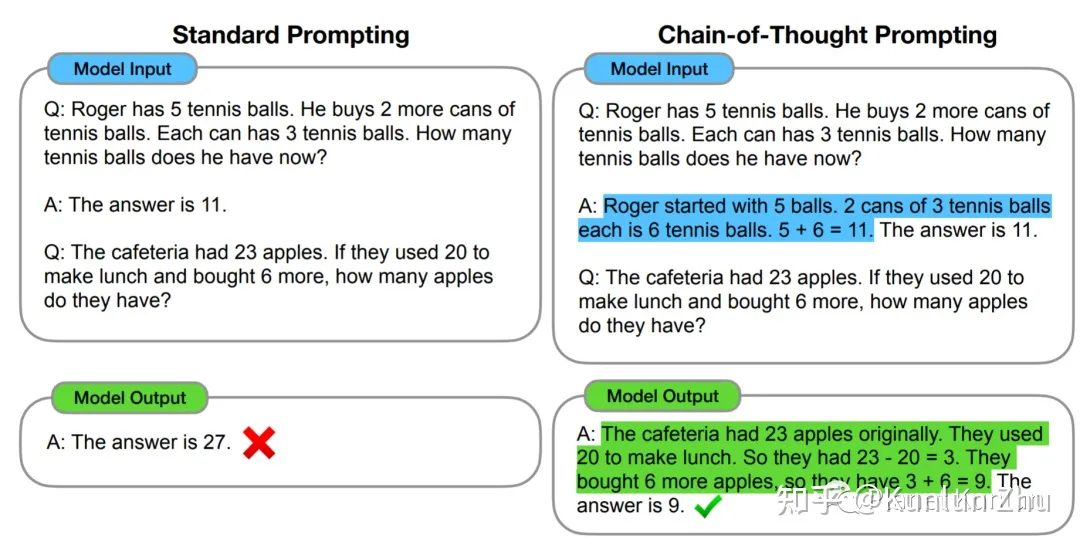 Standard Prompting
Model Input
Q: Roger has 5 tennis balls. He buys 2 more cans of
tennis balls. Each can has 3 tennis balls. How many
tennis balls does he have now?
A: The answer is 11.
Q: The cafeteria had 23 apples. If they used 20 to
make lunch and bought 6 more, how many apples
do they have?
Model Output
A: The answer is 27.
Chain-of-Thought Prompting
Model Input
Q: Roger has 5 tennis balls. He buys 2 more cans of
tennis balls. Each can has 3 tennis balls. How many
tennis balls does he have now?
A: Roger started with 5 balls. 2 cans of 3 tennis balls
each is 6 tennis balls. 5 + 6 = 11. The answer is 11.
Q: The cafeteria had 23 apples. If they used 20 to
make lunch and bought 6 more, how many apples
do they have?
Model Output
A: The cafeteria had 23 apples originally. They used
20 to make lunch. So they had 23 - 20 = 3. They
bought 6 more apples, so they have 3 + 6 = 9. The
answer is 9.
知乎 @KunlunZhu